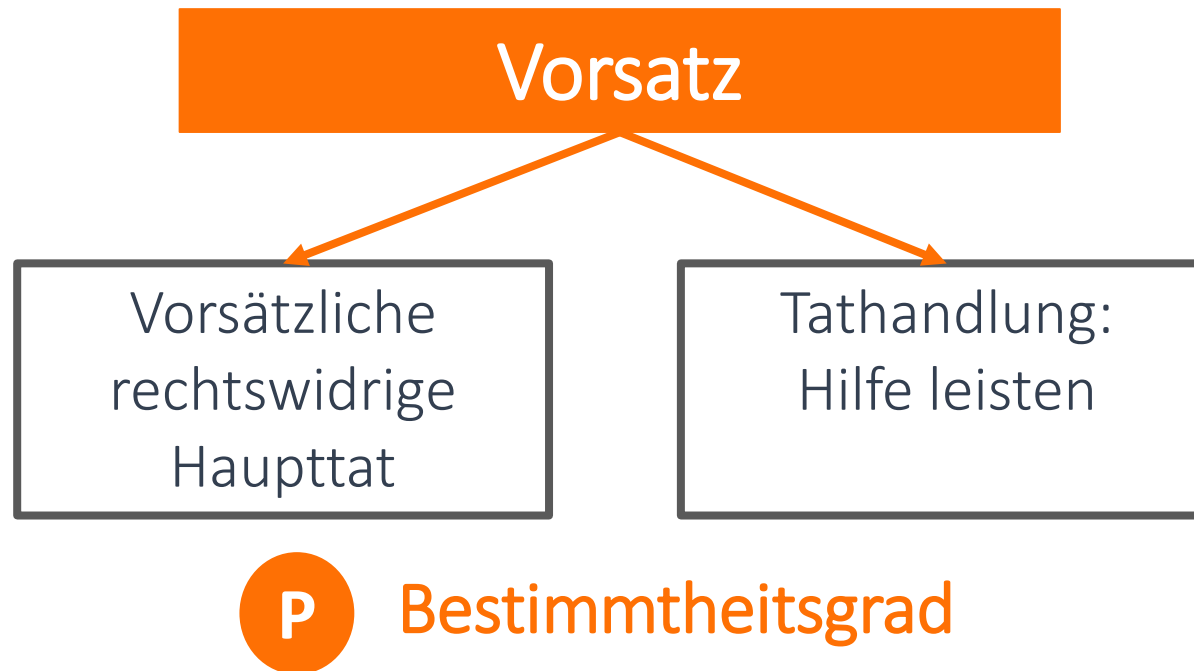 Vorsatz
Vorsätzliche
rechtswidrige
Haupttat
Tathandlung:
Hilfe leisten
P
Bestimmtheitsgrad